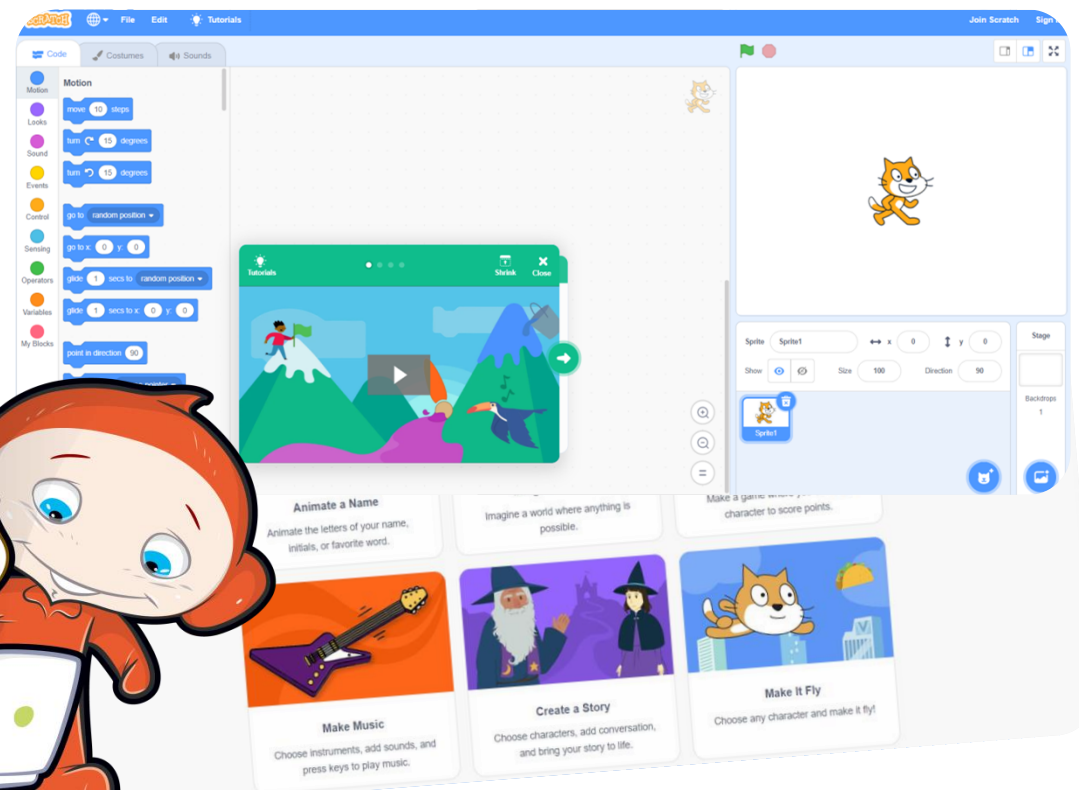 SCRATCH File Edit Tutorials Join Scratch Sign
Code Costumes Sounds
Motion
Looks
Sound
Events
Control
Sensing
Operators
Variables
My Blocks
Motion
move 10 steps
turn 15 degrees
turn 15 degrees
go to random position
go to x: 0 y: 0
glide 1 secs to random position
glide 1 secs to x: 0 y: 0
point in direction 90
Tutorials Shrink Close
Sprite Sprite1 x 0 y 0
Show Size 100 Direction 90
Sprite1
Stage
Backdrops
1
Animate a Name
Animate the letters of your name,
initials, or favorite word.
Imagine a world where anything is
possible.
Make a game where
character to score points.
Make Music
Choose instruments, add sounds, and
press keys to play music.
Create a Story
Choose characters, add conversation,
and bring your story to life.
Make It Fly
Choose any character and make it fly!